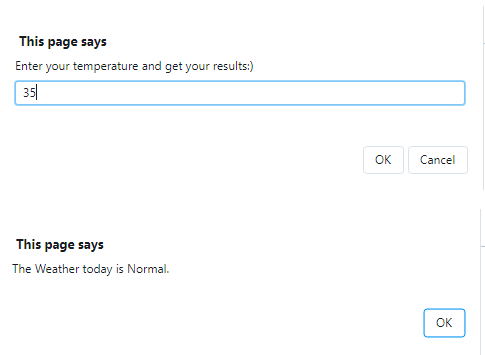 This page says
Enter your temperature and get your results:)
35
OK Cancel
This page says
The Weather today is Normal.
OK